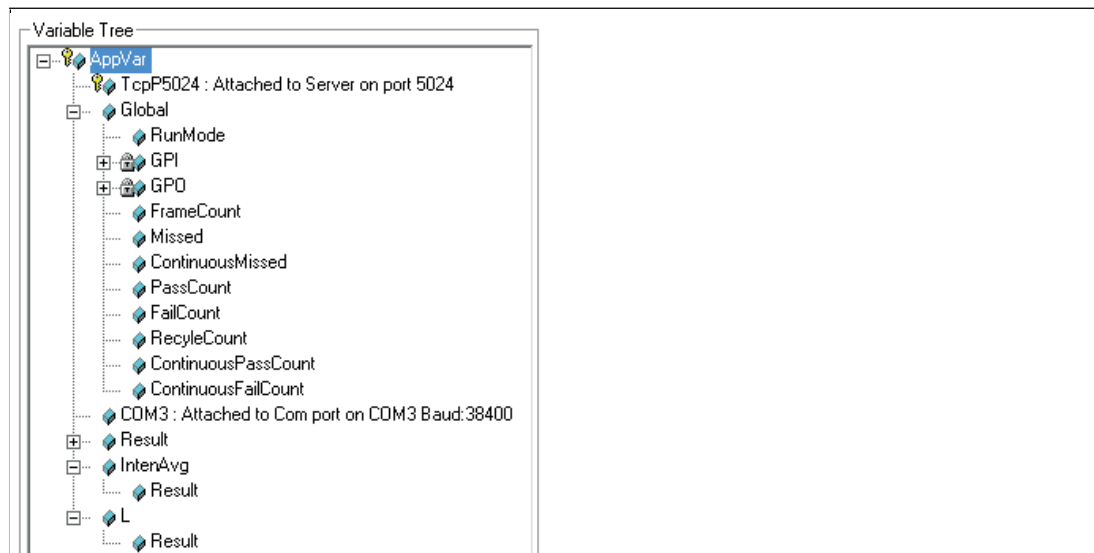 Variable Tree
AppVar
TcpP5024 : Attached to Server on port 5024
Global
RunMode
GPI
GPO
FrameCount
Missed
ContinuousMissed
PassCount
FailCount
RecyleCount
ContinuousPassCount
ContinuousFailCount
COM3 : Attached to Com port on COM3 Baud:38400
Result
IntenAvg
Result
L
Result